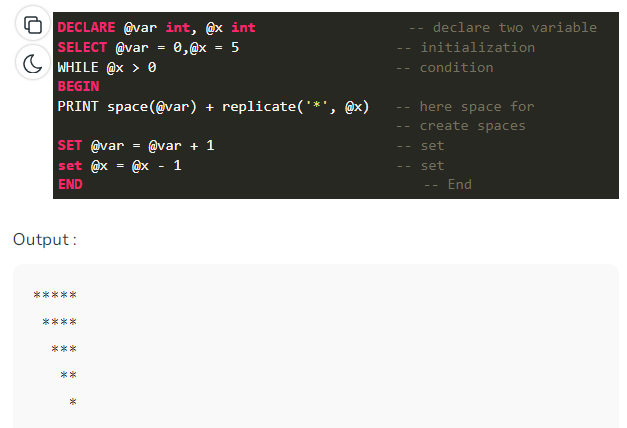 DECLARE @var int, @x int                  -- declare two variable
SELECT @var = 0,@x = 5                   -- initialization
WHILE @x > 0                             -- condition
BEGIN
PRINT space(@var) + replicate('*', @x)   -- here space for
                                         -- create spaces
SET @var = @var + 1                      -- set
set @x = @x - 1                          -- set
END                                         -- End
Output :
*****
 ****
  ***
   **
    *